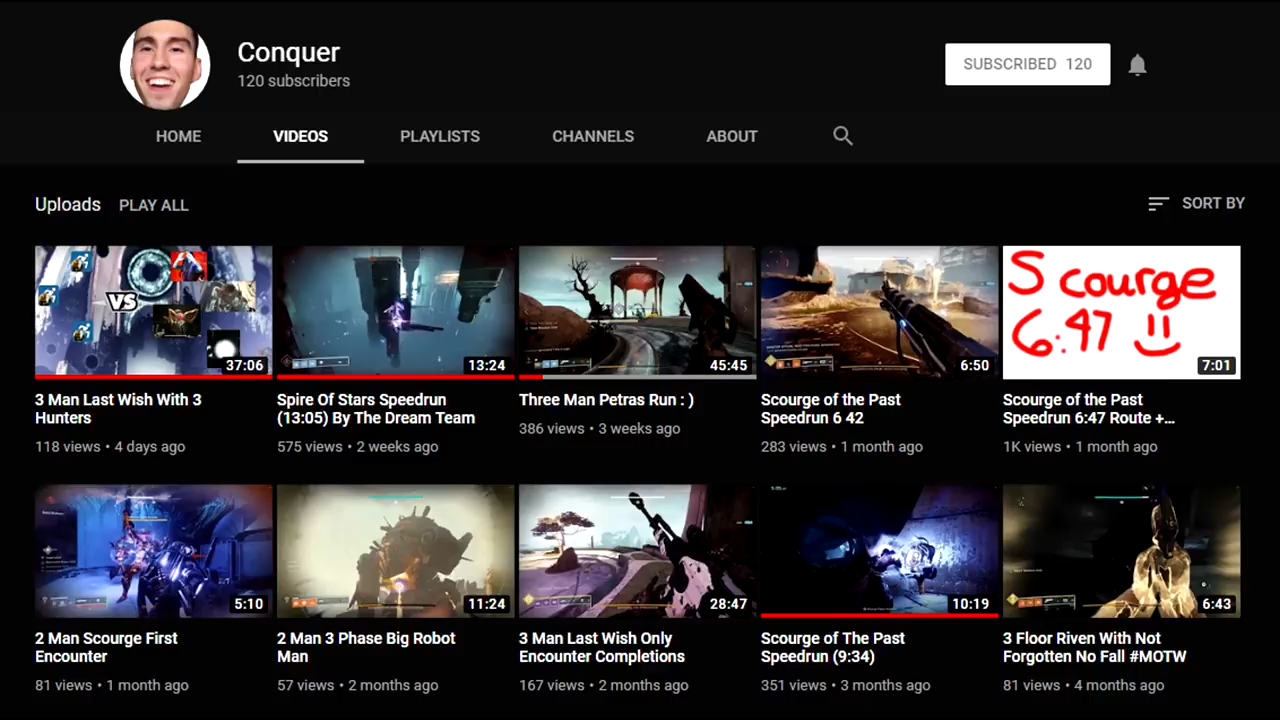 Conquer
120 subscribers
SUBSCRIBED 120
HOME VIDEOS PLAYLISTS CHANNELS ABOUT
Uploads PLAY ALL SORT BY
VS
37:06
13:24
45:45
6:50
Scourge
6:47 :)
7:01
3 Man Last Wish With 3
Hunters
118 views • 4 days ago
Spire Of Stars Speedrun
(13:05) By The Dream Team
575 views • 2 weeks ago
Three Man Petras Run : )
386 views • 3 weeks ago
Scourge of the Past
Speedrun 6 42
283 views • 1 month ago
Scourge of the Past
Speedrun 6:47 Route +...
1K views • 1 month ago
5:10
11:24
28:47
10:19
6:43
2 Man Scourge First
Encounter
81 views • 1 month ago
2 Man 3 Phase Big Robot
Man
57 views • 2 months ago
3 Man Last Wish Only
Encounter Completions
167 views • 2 months ago
Scourge of The Past
Speedrun (9:34)
351 views • 3 months ago
3 Floor Riven With Not
Forgotten No Fall #MOTW
81 views • 4 months ago